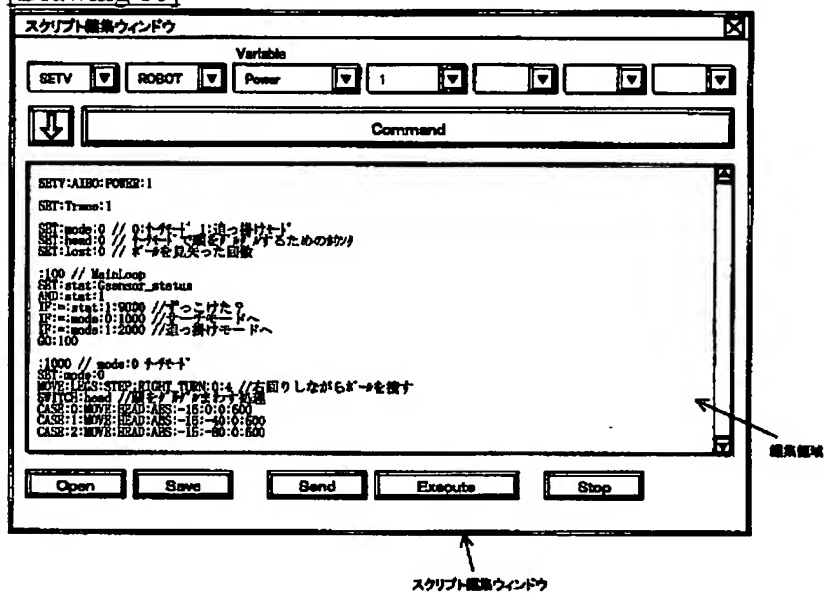 スクリプト編集ウィンドウ
Variable
SETV ROBOT Power 1
Command
SETV:AIBO:POWER:1
SET:Trans:1
SET:mode:0 // 0:サーチモード 1:追っ掛けモード
SET:head:0 // サーチモードで頭をグルグルするためのカウンタ
SET:lost:0 // ボールを見失った回数
:100 // MainLoop
SET:stat:Gsensor_status
AND:stat:1
IF:=:stat:1:9000 //ずっこけた?
IF:=:mode:0:1000 //サーチモードへ
IF:=:mode:1:2000 //追っ掛けモードへ
GO:100
:1000 // mode:0 サーチモード
SET:mode:0
MOVE:LEGS:STEP:RIGHT_TURN:0:4 //右回りしながらボールを捜す
SWITCH:head //頭をグルグルまわす処理
CASE:0:MOVE:HEAD:ABS:-15:0:0:500
CASE:1:MOVE:HEAD:ABS:-15:-40:0:500
CASE:2:MOVE:HEAD:ABS:-15:-80:0:500
編集領域
Open Save Send Execute Stop
スクリプト編集ウィンドウ